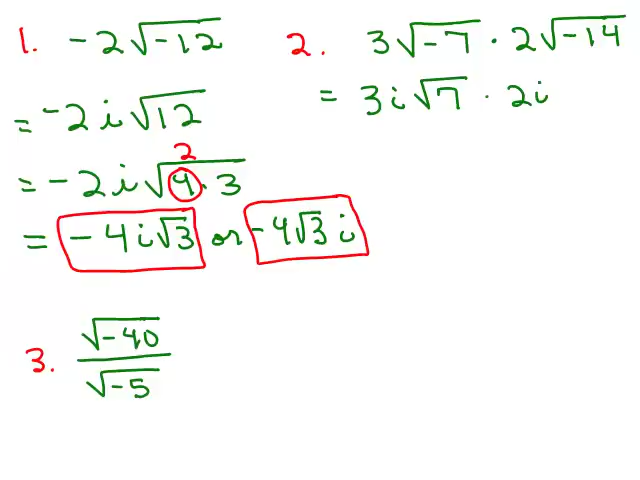 1. -2√-12
= -2i√12
= -2i√4·3
2
= -4i√3 or -4√3 i
2. 3√-7 · 2√-14
= 3i√7 · 2i
3. √-40
√-5